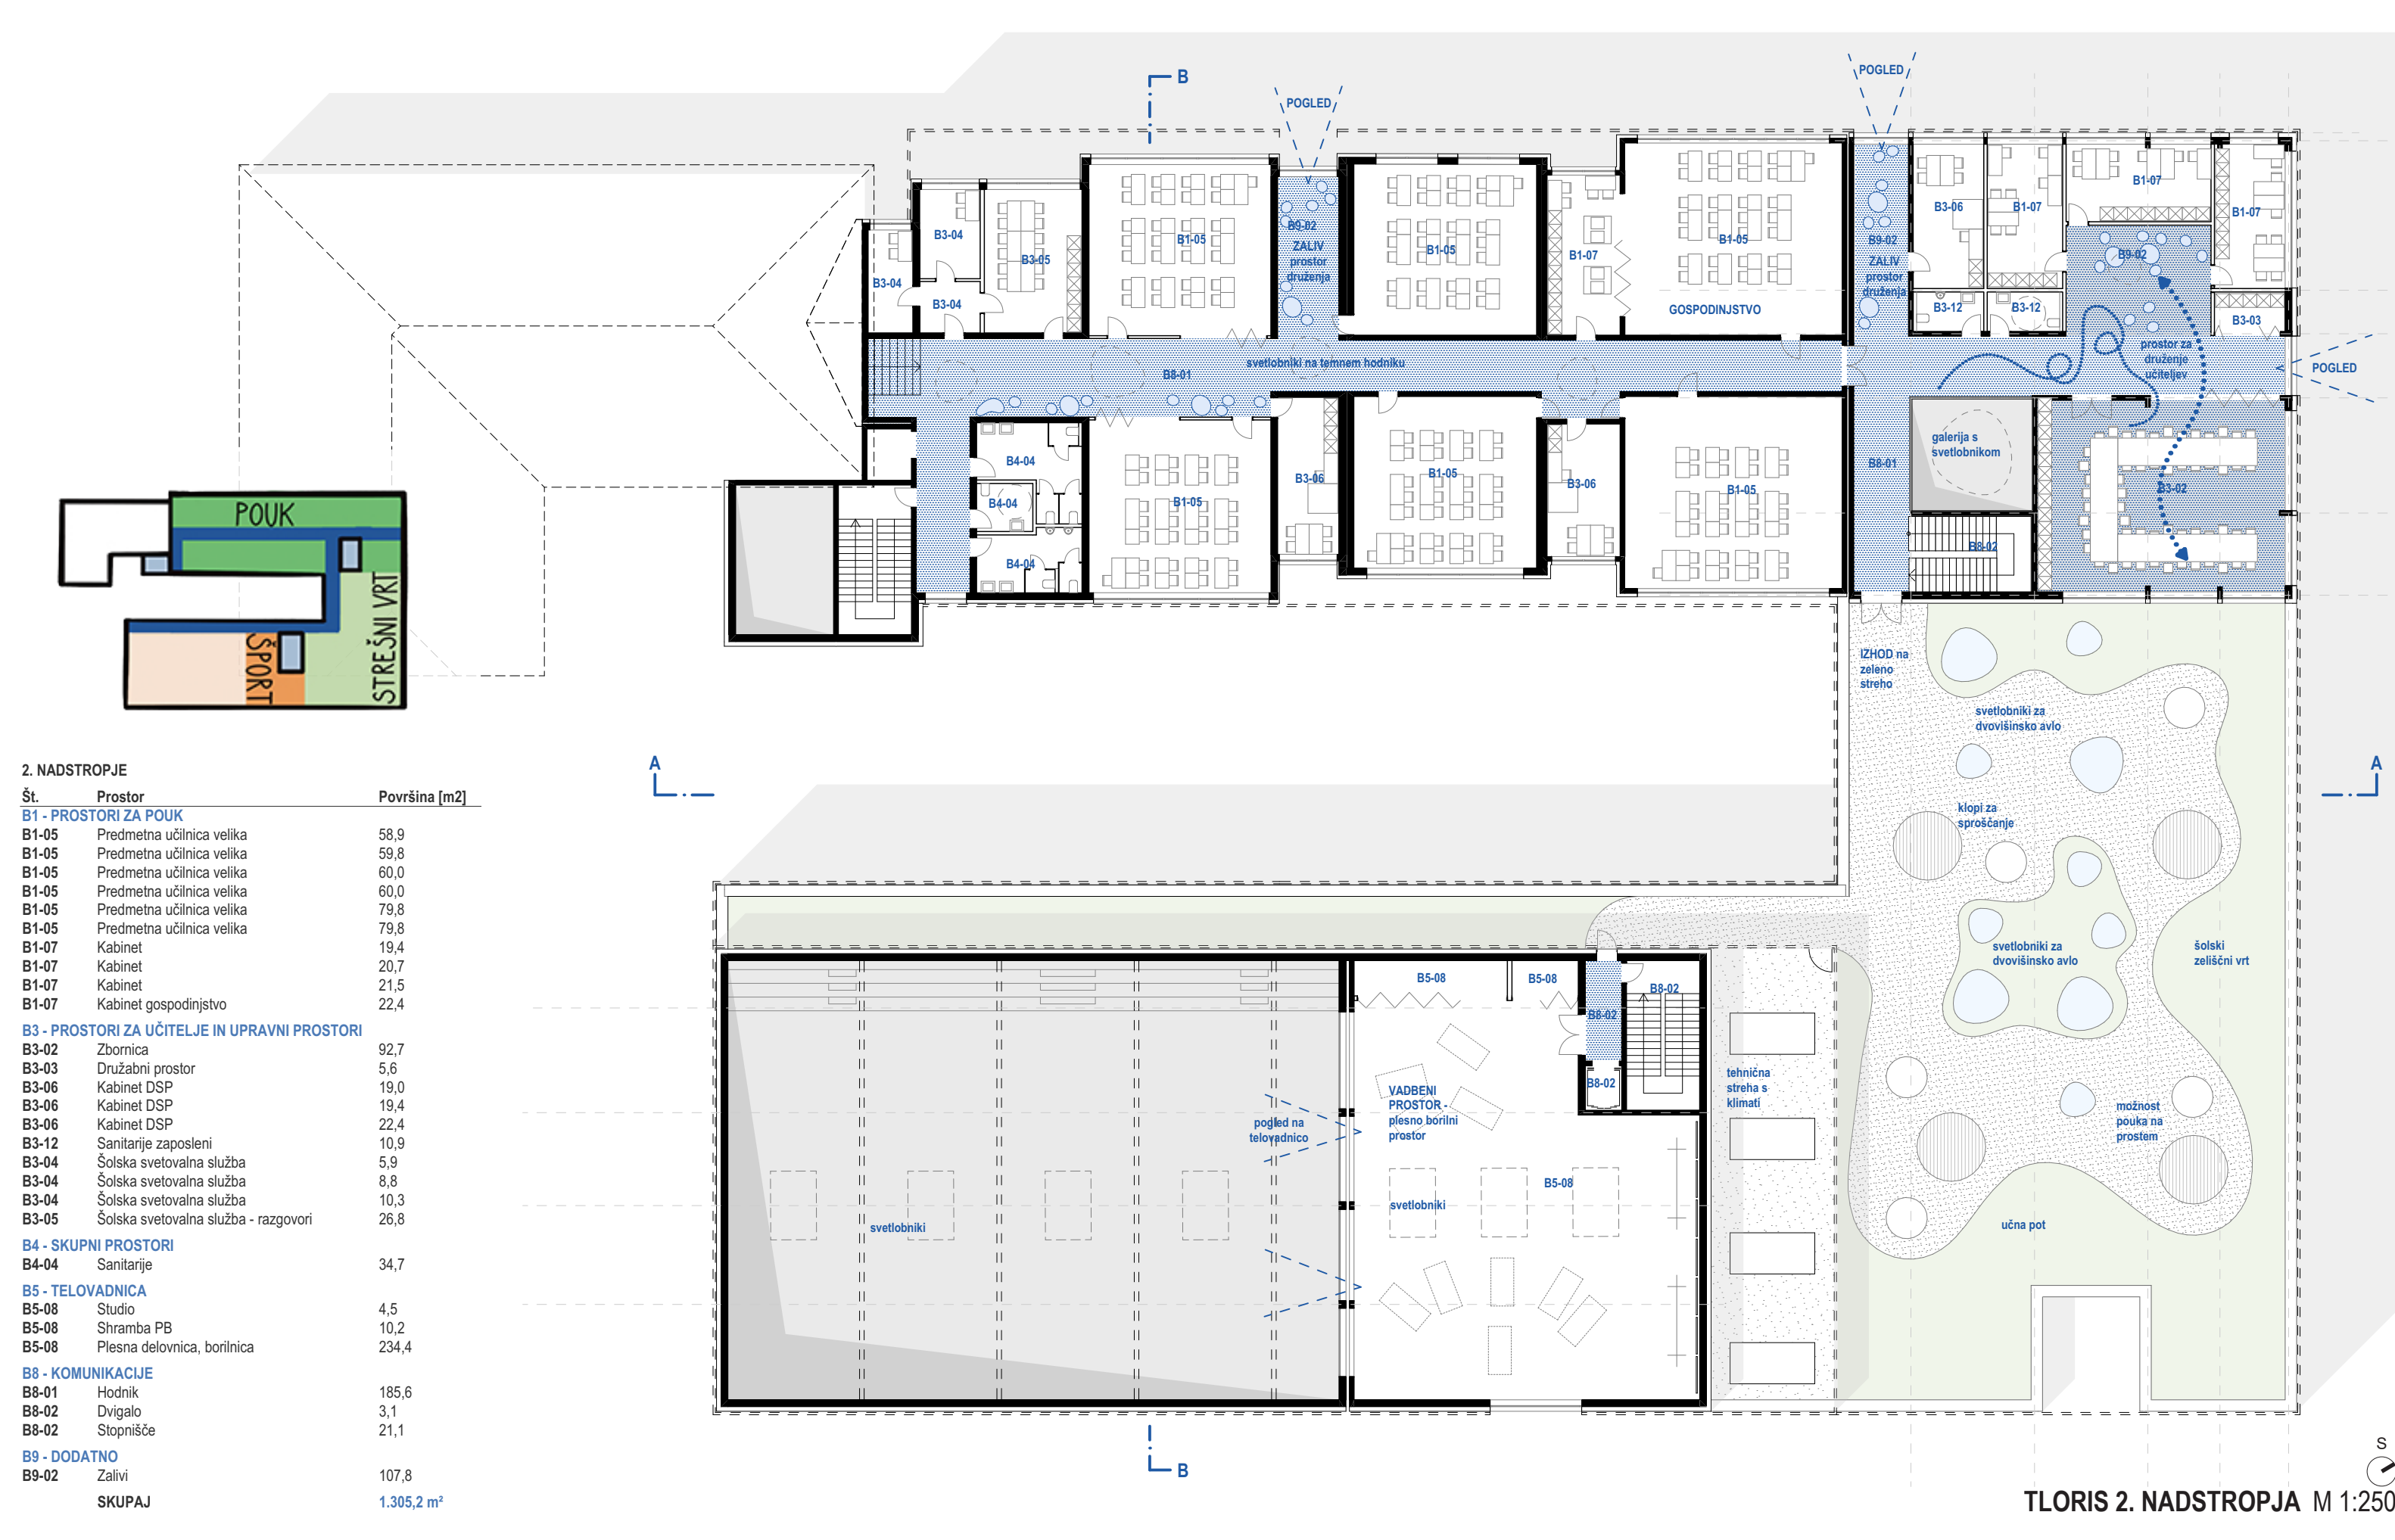 B
POGLED
POGLED
B3-04
B3-04
B3-04
B3-05
B1-05
B9-02
ZALIV
prostor
druženja
B1-05
B1-07
B1-05
GOSPODINJSTVO
B9-02
ZALIV
prostor
druženja
B3-06
B1-07
B1-07
B1-07
B9-02
B3-12
B3-12
B3-03
prostor za
druženje
učiteljev
POGLED
svetlobniki na temnem hodniku
B8-01
B4-04
B4-04
B4-04
B1-05
B3-06
B1-05
B3-06
B1-05
B8-01
galerija s
svetlobnikom
B8-02
B3-02
POUK
ŠPORT
STREŠNI VRT
IZHOD na
zeleno
streho
svetlobniki za
dvovišinsko avlo
klopi za
sproščanje
svetlobniki za
dvovišinsko avlo
šolski
zeliščni vrt
možnost
pouka na
prostem
učna pot
A
A
B5-08
B5-08
B8-02
B8-02
B8-02
VADBENI
PROSTOR -
plesno borilni
prostor
pogled na
telovadnico
B5-08
svetlobniki
svetlobniki
tehnična
streha s
klimati
B
2. NADSTROPJE
Št. Prostor Površina [m2]
B1 - PROSTORI ZA POUK
B1-05 Predmetna učilnica velika 58,9
B1-05 Predmetna učilnica velika 59,8
B1-05 Predmetna učilnica velika 60,0
B1-05 Predmetna učilnica velika 60,0
B1-05 Predmetna učilnica velika 79,8
B1-05 Predmetna učilnica velika 79,8
B1-07 Kabinet 19,4
B1-07 Kabinet 20,7
B1-07 Kabinet 21,5
B1-07 Kabinet gospodinjstvo 22,4
B3 - PROSTORI ZA UČITELJE IN UPRAVNI PROSTORI
B3-02 Zbornica 92,7
B3-03 Družabni prostor 5,6
B3-06 Kabinet DSP 19,0
B3-06 Kabinet DSP 19,4
B3-06 Kabinet DSP 22,4
B3-12 Sanitarije zaposleni 10,9
B3-04 Šolska svetovalna služba 5,9
B3-04 Šolska svetovalna služba 8,8
B3-04 Šolska svetovalna služba 10,3
B3-05 Šolska svetovalna služba - razgovori 26,8
B4 - SKUPNI PROSTORI
B4-04 Sanitarije 34,7
B5 - TELOVADNICA
B5-08 Studio 4,5
B5-08 Shramba PB 10,2
B5-08 Plesna delovnica, borilnica 234,4
B8 - KOMUNIKACIJE
B8-01 Hodnik 185,6
B8-02 Dvigalo 3,1
B8-02 Stopnišče 21,1
B9 - DODATNO
B9-02 Zalivi 107,8
SKUPAJ 1.305,2 m²
S
TLORIS 2. NADSTROPJA M 1:250